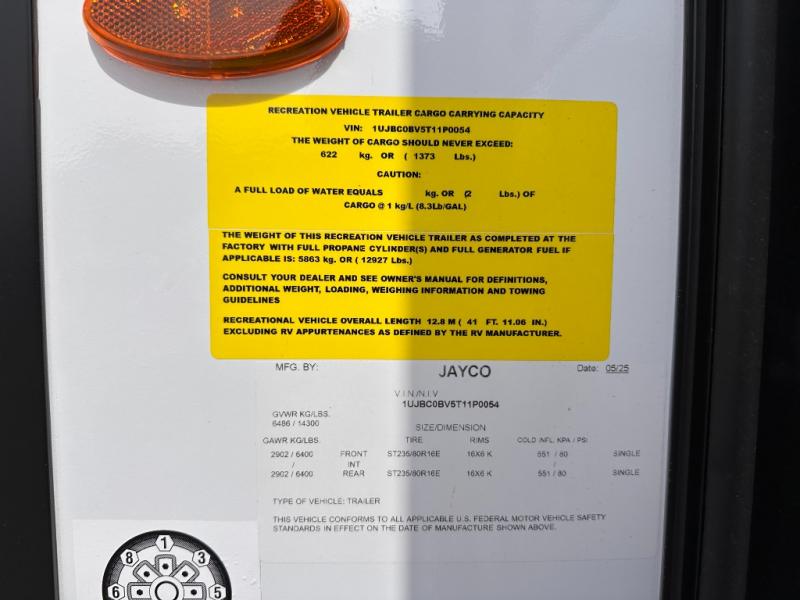 RECREATION VEHICLE TRAILER CARGO CARRYING CAPACITY
VIN: 1UJBC0BV5T11P0054
THE WEIGHT OF CARGO SHOULD NEVER EXCEED:
622 kg. OR ( 1373 Lbs.)
CAUTION:
A FULL LOAD OF WATER EQUALS kg. OR (2 Lbs.) OF
CARGO @ 1 kg/L (8.3Lb/GAL)
THE WEIGHT OF THIS RECREATION VEHICLE TRAILER AS COMPLETED AT THE
FACTORY WITH FULL PROPANE CYLINDER(S) AND FULL GENERATOR FUEL IF
APPLICABLE IS: 5863 kg. OR ( 12927 Lbs.)
CONSULT YOUR DEALER AND SEE OWNER'S MANUAL FOR DEFINITIONS,
ADDITIONAL WEIGHT, LOADING, WEIGHING INFORMATION AND TOWING
GUIDELINES
RECREATIONAL VEHICLE OVERALL LENGTH 12.8 M ( 41 FT. 11.06 IN.)
EXCLUDING RV APPURTENANCES AS DEFINED BY THE RV MANUFACTURER.
MFG. BY: JAYCO Date: 05/25
V.I.N./N.I.V
1UJBC0BV5T11P0054
GVWR KG/LBS.
6486 / 14300
SIZE/DIMENSION
GAWR KG/LBS. TIRE RIMS COLD INFL. KPA / PSI
2902 / 6400 FRONT ST235/80R16E 16X6 K 551 / 80 SINGLE
/ INT /
2902 / 6400 REAR ST235/80R16E 16X6 K 551 / 80 SINGLE
TYPE OF VEHICLE: TRAILER
THIS VEHICLE CONFORMS TO ALL APPLICABLE U.S. FEDERAL MOTOR VEHICLE SAFETY
STANDARDS IN EFFECT ON THE DATE OF MANUFACTURE SHOWN ABOVE.
8 1 3
6 5